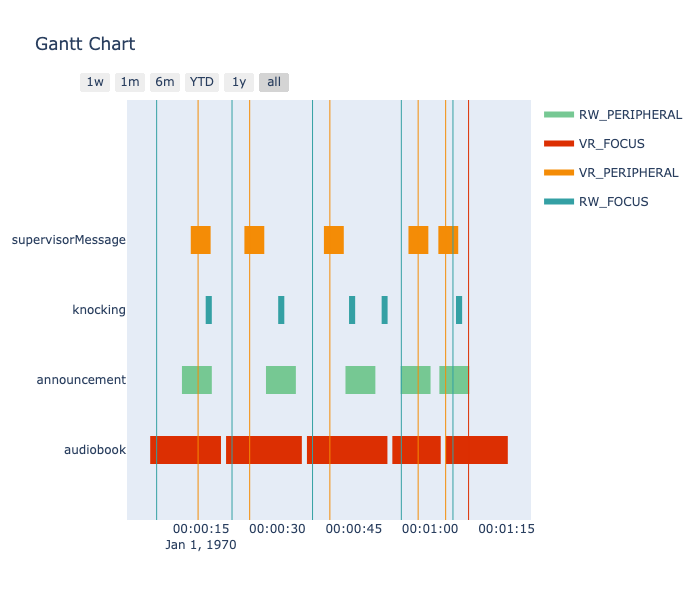 Gantt Chart
1w 1m 6m YTD 1y all
RW_PERIPHERAL
VR_FOCUS
VR_PERIPHERAL
RW_FOCUS
supervisorMessage
knocking
announcement
audiobook
00:00:15 00:00:30 00:00:45 00:01:00 00:01:15
Jan 1, 1970